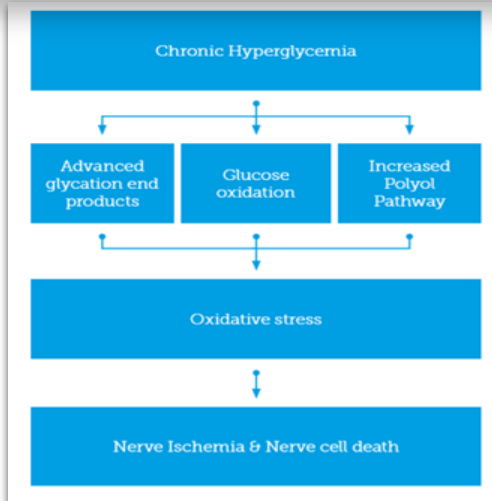 Chronic Hyperglycemia
Advanced
glycation end
products
Glucose
oxidation
Increased
Polyol
Pathway
Oxidative stress
Nerve Ischemia & Nerve cell death